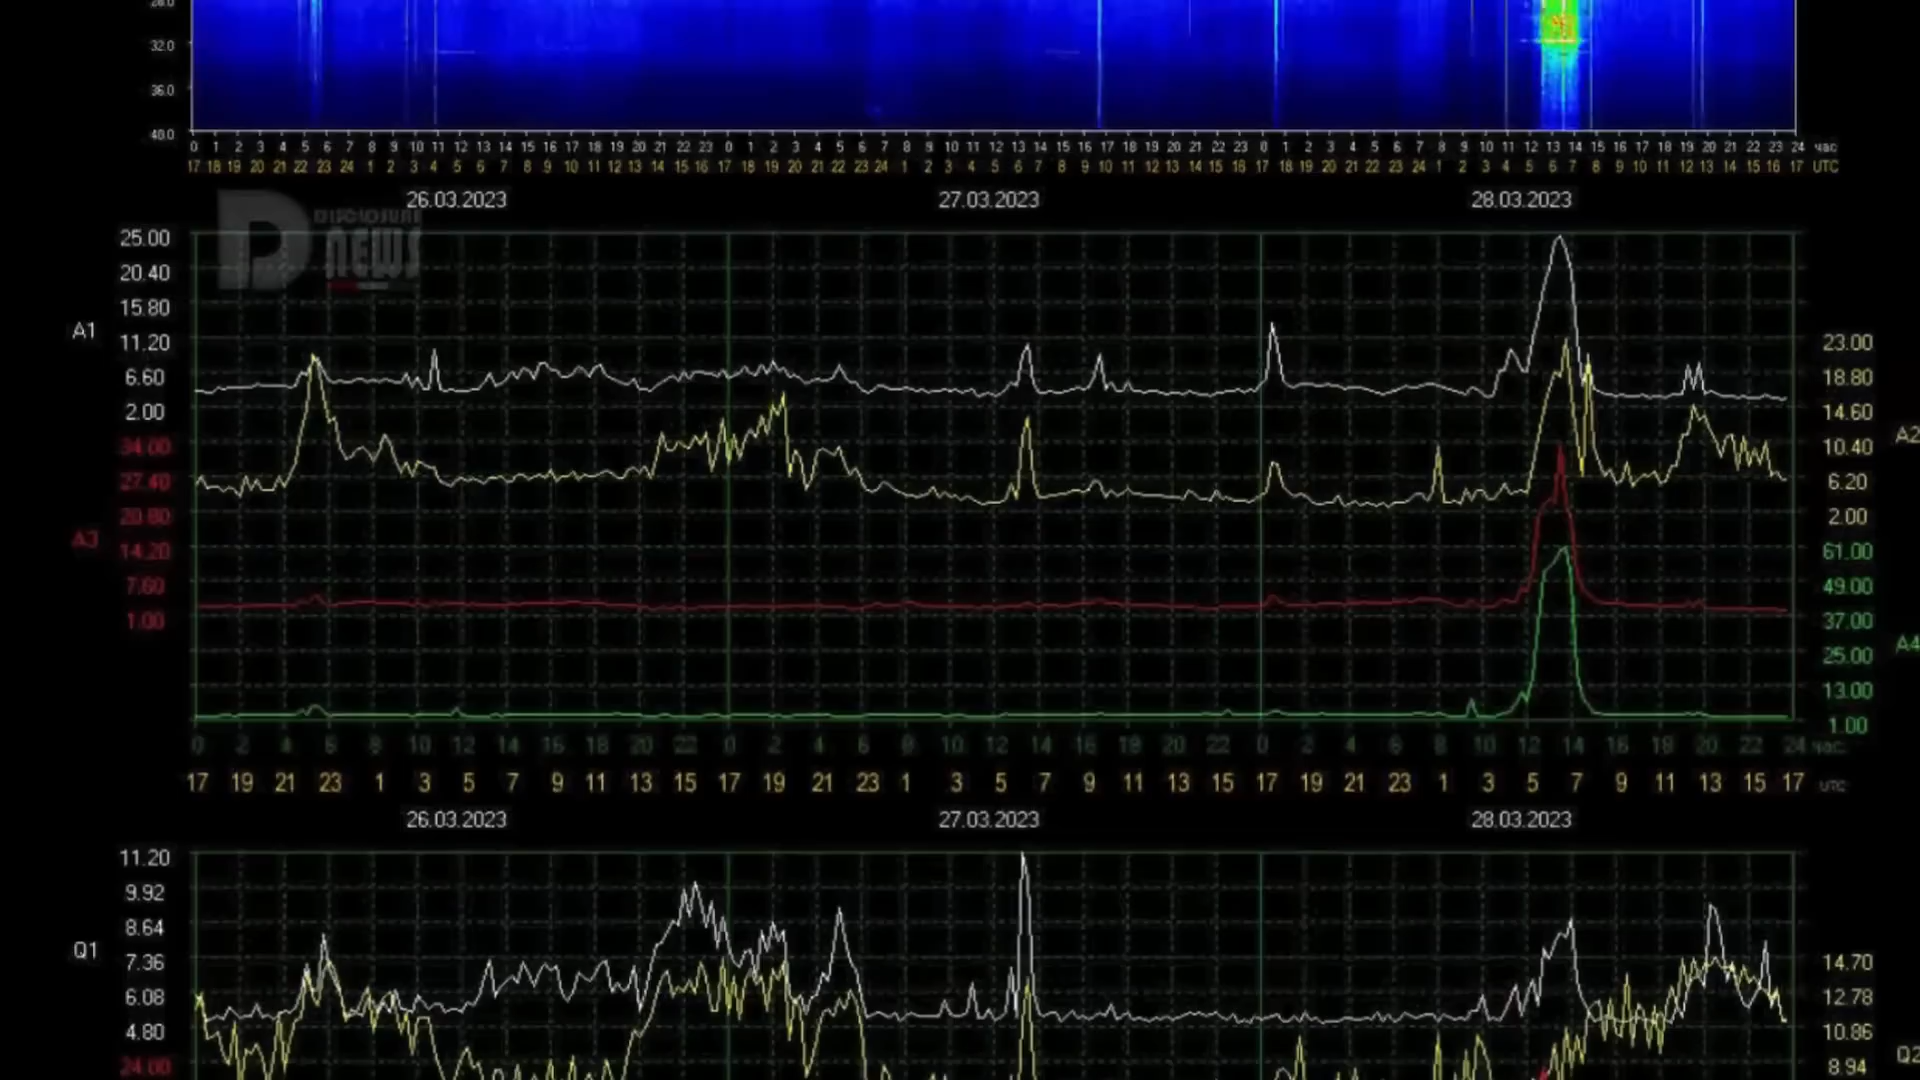 28.0
32.0
36.0
40.0
0 1 2 3 4 5 6 7 8 9 10 11 12 13 14 15 16 17 18 19 20 21 22 23 0 1 2 3 4 5 6 7 8 9 10 11 12 13 14 15 16 17 18 19 20 21 22 23 0 1 2 3 4 5 6 7 8 9 10 11 12 13 14 15 16 17 18 19 20 21 22 23 24 час
17 18 19 20 21 22 23 24 1 2 3 4 5 6 7 8 9 10 11 12 13 14 15 16 17 18 19 20 21 22 23 24 1 2 3 4 5 6 7 8 9 10 11 12 13 14 15 16 17 18 19 20 21 22 23 24 1 2 3 4 5 6 7 8 9 10 11 12 13 14 15 16 17 UTC
26.03.2023 27.03.2023 28.03.2023
D DISCLOSURE
NEWS
25.00
20.40
15.80
A1
11.20 23.00
6.60 18.80
2.00 14.60
A2
34.00 10.40
27.40 6.20
20.80 2.00
A3
14.20 61.00
7.60 49.00
1.00 37.00
A4
25.00
13.00
1.00
0 2 4 6 8 10 12 14 16 18 20 22 0 2 4 6 8 10 12 14 16 18 20 22 0 2 4 6 8 10 12 14 16 18 20 22 24 час
17 19 21 23 1 3 5 7 9 11 13 15 17 19 21 23 1 3 5 7 9 11 13 15 17 19 21 23 1 3 5 7 9 11 13 15 17 UTC
26.03.2023 27.03.2023 28.03.2023
11.20
9.92
8.64
Q1
7.36 14.70
6.08 12.78
4.80 10.86
Q2
24.00 8.94